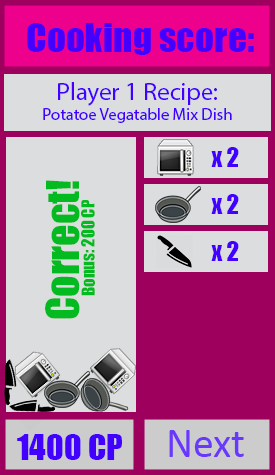 Cooking score:
Player 1 Recipe:
Potatoe Vegatable Mix Dish
x 2
x 2
x 2
Correct!
Bonus: 200 CP
1400 CP
Next